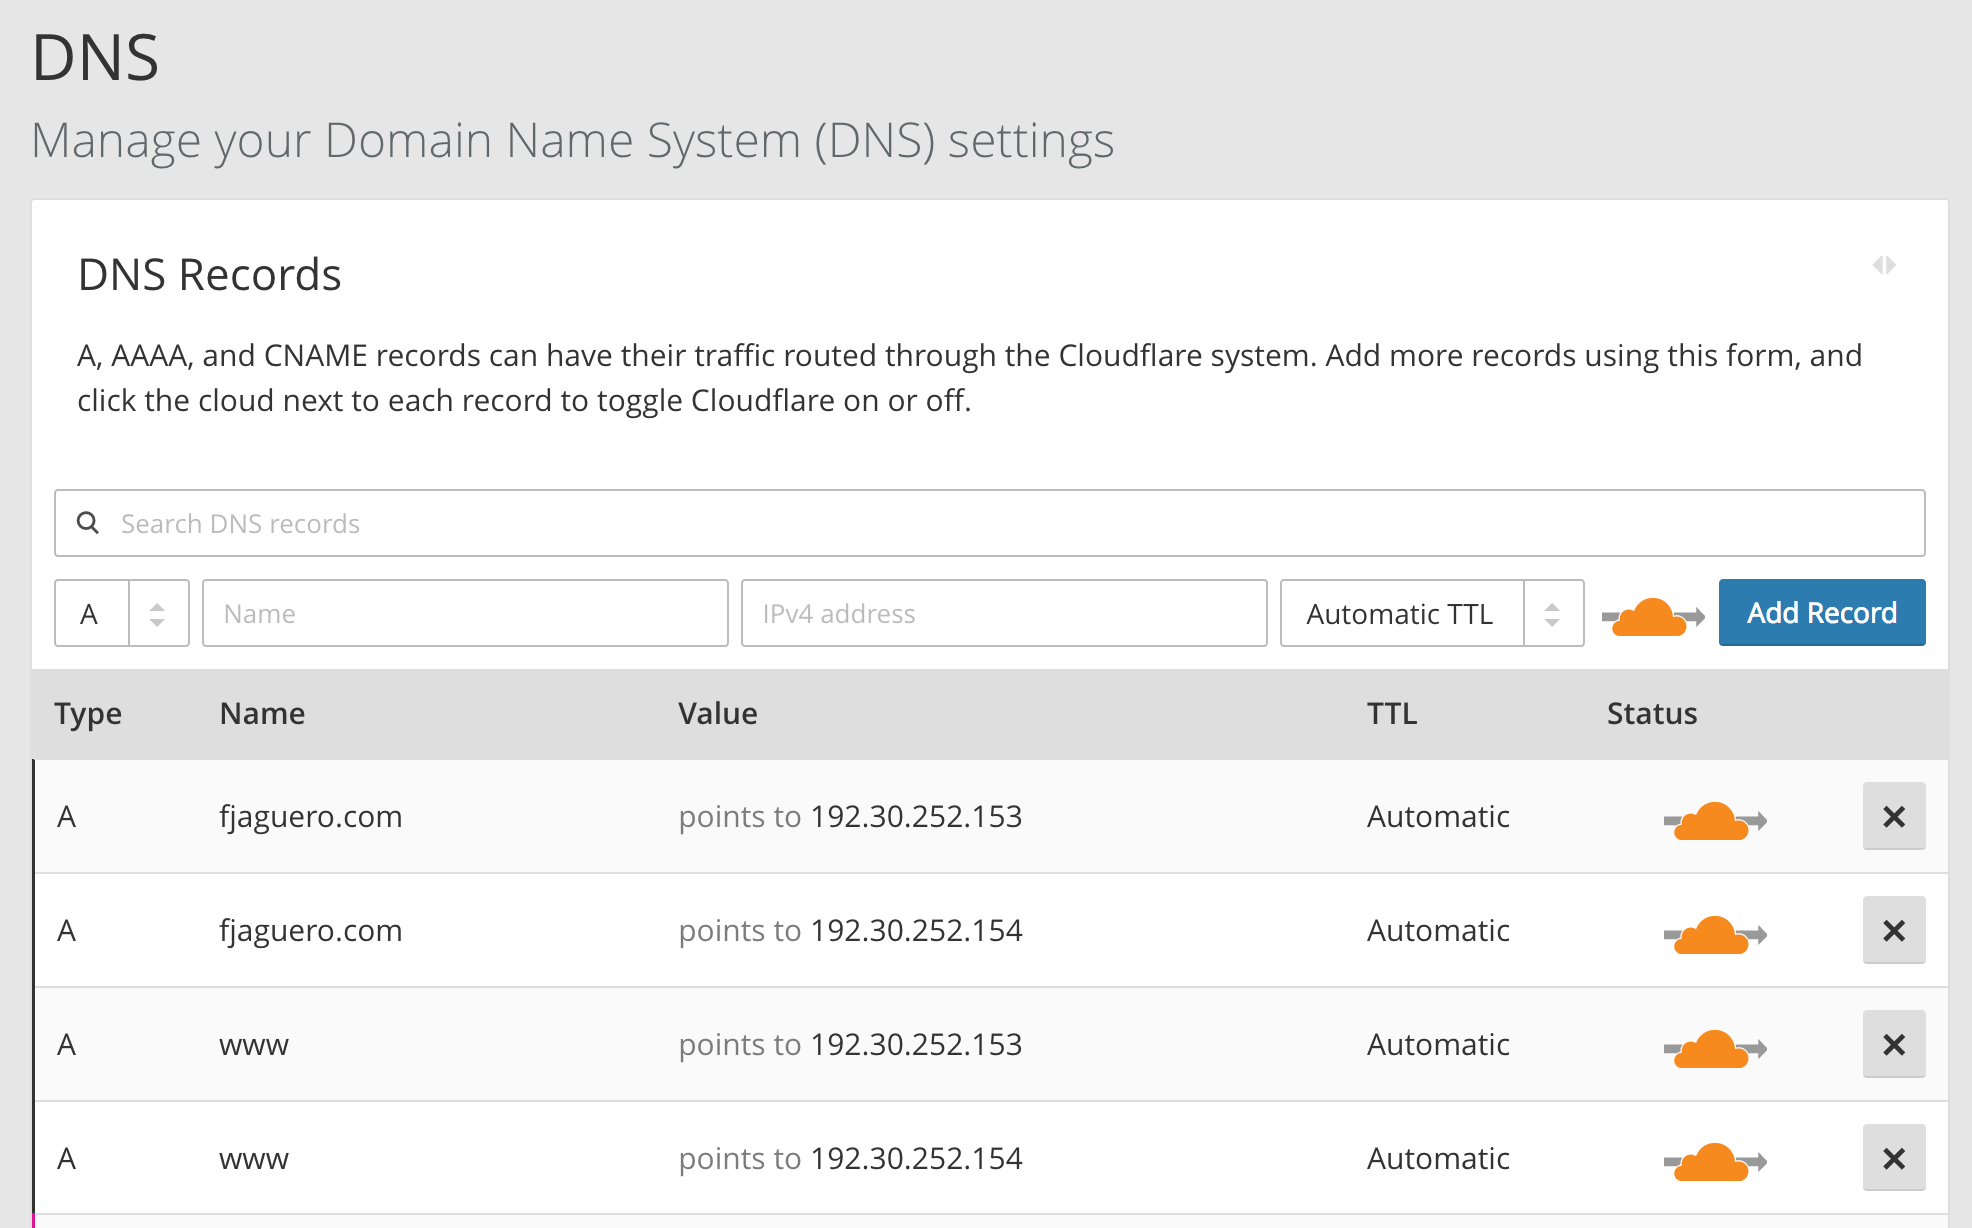 DNS
Manage your Domain Name System (DNS) settings
DNS Records
A, AAAA, and CNAME records can have their traffic routed through the Cloudflare system. Add more records using this form, and
click the cloud next to each record to toggle Cloudflare on or off.
Search DNS records
A Name IPv4 address Automatic TTL Add Record
Type Name Value TTL Status
A fjaguero.com points to 192.30.252.153 Automatic
A fjaguero.com points to 192.30.252.154 Automatic
A www points to 192.30.252.153 Automatic
A www points to 192.30.252.154 Automatic